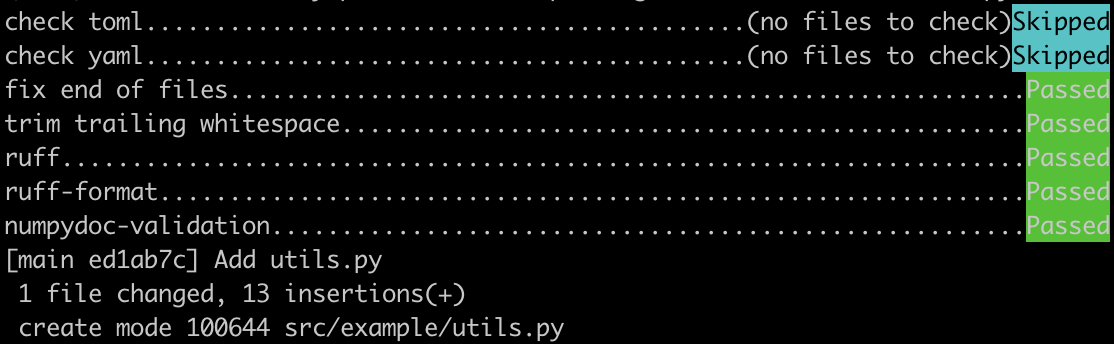 check toml...........................................(no files to check)Skipped
check yaml...........................................(no files to check)Skipped
fix end of files.........................................................Passed
trim trailing whitespace.................................................Passed
ruff.....................................................................Passed
ruff-format..............................................................Passed
numpydoc-validation......................................................Passed
[main ed1ab7c] Add utils.py
 1 file changed, 13 insertions(+)
 create mode 100644 src/example/utils.py